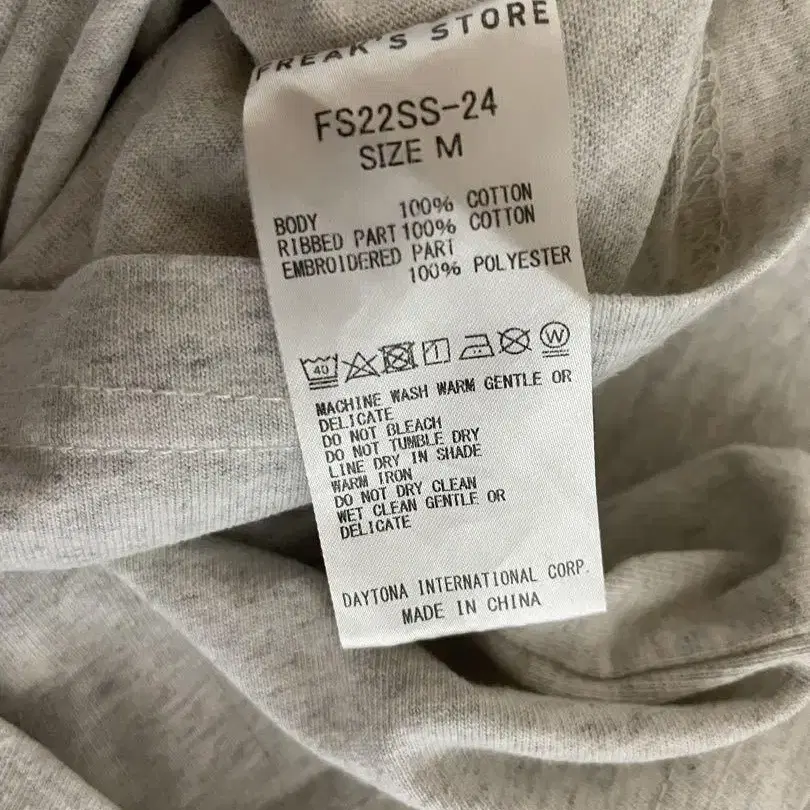 FREAK'S STORE
FS22SS-24
SIZE M
BODY 100% COTTON
RIBBED PART 100% COTTON
EMBROIDERED PART
100% POLYESTER
40 1 W
MACHINE WASH WARM GENTLE OR
DELICATE
DO NOT BLEACH
DO NOT TUMBLE DRY
LINE DRY IN SHADE
WARM IRON
DO NOT DRY CLEAN
WET CLEAN GENTLE OR
DELICATE
DAYTONA INTERNATIONAL CORP.
MADE IN CHINA